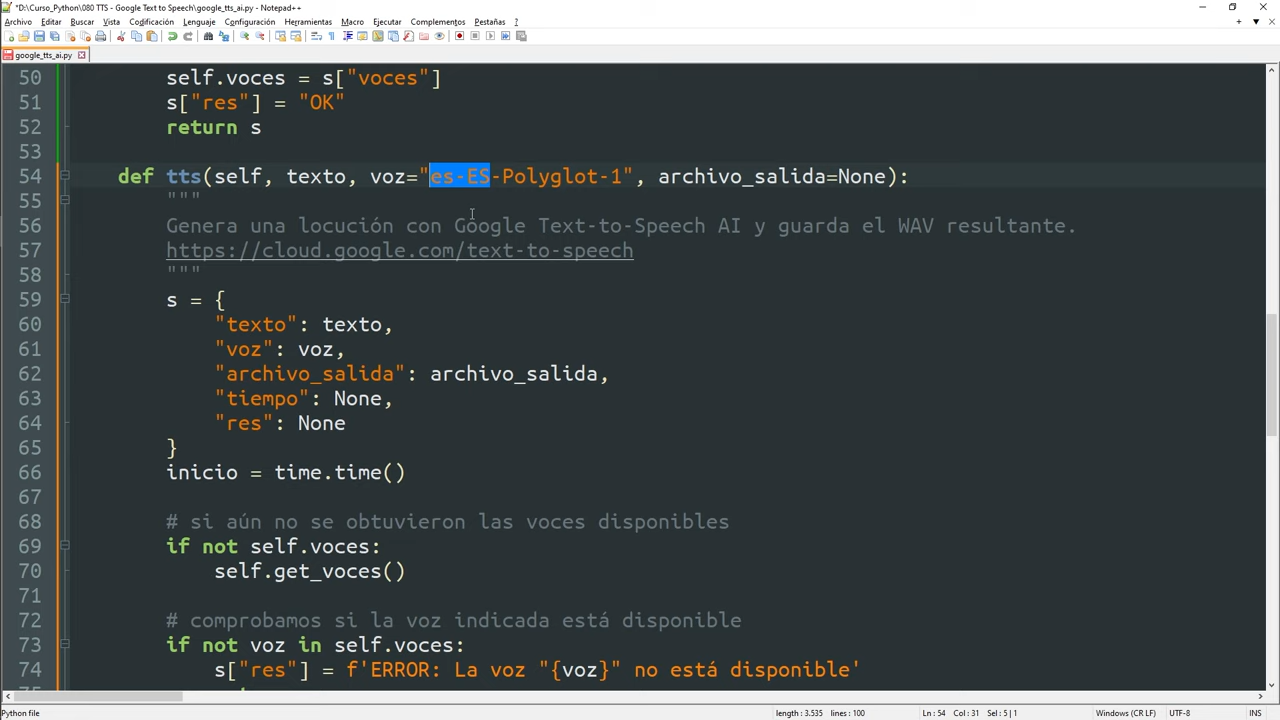 *D:\Curso_Python\080 TTS - Google Text to Speech\google_tts_ai.py - Notepad++
Archivo Editar Buscar Vista Codificación Lenguaje Configuración Herramientas Macro Ejecutar Complementos Pestañas ?
google_tts_ai.py
50 self.voces = s["voces"]
51 s["res"] = "OK"
52 return s
53
54 def tts(self, texto, voz="es-ES-Polyglot-1", archivo_salida=None):
55 """
56 Genera una locución con Google Text-to-Speech AI y guarda el WAV resultante.
57 https://cloud.google.com/text-to-speech
58 """
59 s = {
60 "texto": texto,
61 "voz": voz,
62 "archivo_salida": archivo_salida,
63 "tiempo": None,
64 "res": None
65 }
66 inicio = time.time()
67
68 # si aún no se obtuvieron las voces disponibles
69 if not self.voces:
70 self.get_voces()
71
72 # comprobamos si la voz indicada está disponible
73 if not voz in self.voces:
74 s["res"] = f'ERROR: La voz "{voz}" no está disponible'
Python file length : 3.535 lines : 100 Ln : 54 Col : 31 Sel : 5 | 1 Windows (CR LF) UTF-8 INS